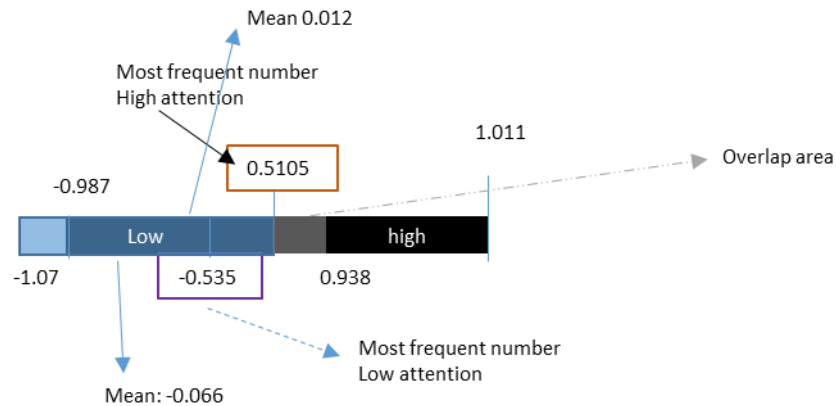 Mean 0.012
Most frequent number
High attention
1.011
0.5105
Overlap area
-0.987
Low
high
-1.07
-0.535
0.938
Most frequent number
Low attention
Mean: -0.066